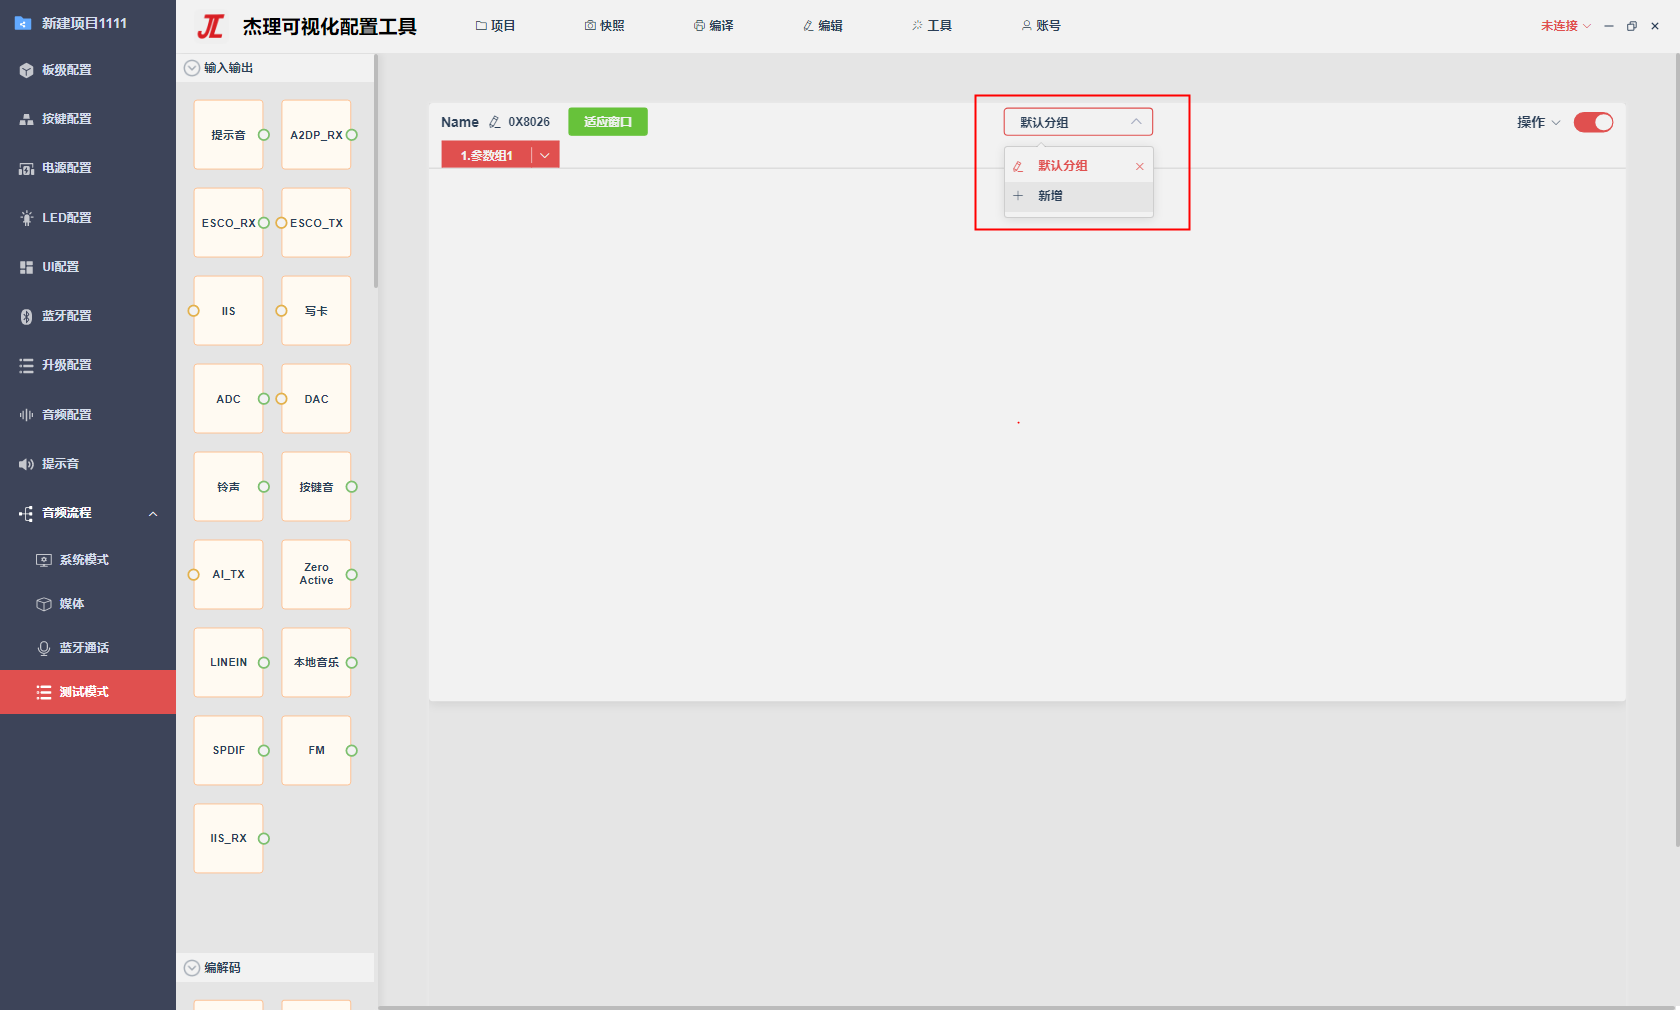 新建项目1111
板级配置
按键配置
电源配置
LED配置
UI配置
蓝牙配置
升级配置
音频配置
提示音
音频流程
系统模式
媒体
蓝牙通话
测试模式
JL 杰理可视化配置工具
项目 快照 编译 编辑 工具 账号
未连接
输入输出
提示音 A2DP_RX
ESCO_RX ESCO_TX
IIS 写卡
ADC DAC
铃声 按键音
AI_TX Zero
Active
LINEIN 本地音乐
SPDIF FM
IIS_RX
编解码
Name 0X8026 适应窗口
1.参数组1
默认分组
默认分组
新增
操作